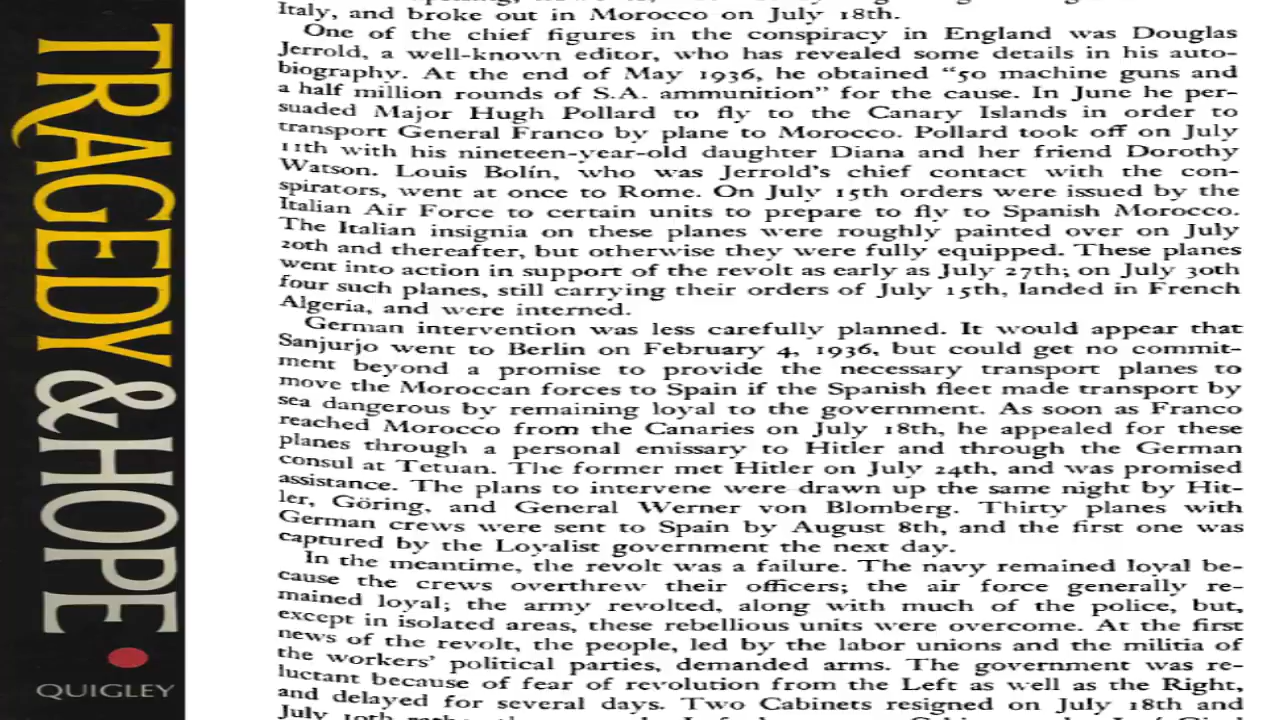 TRAGEDY & HOPE
QUIGLEY
Italy, and broke out in Morocco on July 18th.
One of the chief figures in the conspiracy in England was Douglas
Jerrold, a well-known editor, who has revealed some details in his auto-
biography. At the end of May 1936, he obtained “50 machine guns and
a half million rounds of S.A. ammunition” for the cause. In June he per-
suaded Major Hugh Pollard to fly to the Canary Islands in order to
transport General Franco by plane to Morocco. Pollard took off on July
11th with his nineteen-year-old daughter Diana and her friend Dorothy
Watson. Louis Bolín, who was Jerrold's chief contact with the con-
spirators, went at once to Rome. On July 15th orders were issued by the
Italian Air Force to certain units to prepare to fly to Spanish Morocco.
The Italian insignia on these planes were roughly painted over on July
20th and thereafter, but otherwise they were fully equipped. These planes
went into action in support of the revolt as early as July 27th; on July 30th
four such planes, still carrying their orders of July 15th, landed in French
Algeria, and were interned.
German intervention was less carefully planned. It would appear that
Sanjurjo went to Berlin on February 4, 1936, but could get no commit-
ment beyond a promise to provide the necessary transport planes to
move the Moroccan forces to Spain if the Spanish fleet made transport by
sea dangerous by remaining loyal to the government. As soon as Franco
reached Morocco from the Canaries on July 18th, he appealed for these
planes through a personal emissary to Hitler and through the German
consul at Tetuan. The former met Hitler on July 24th, and was promised
assistance. The plans to intervene were drawn up the same night by Hit-
ler, Göring, and General Werner von Blomberg. Thirty planes with
German crews were sent to Spain by August 8th, and the first one was
captured by the Loyalist government the next day.
In the meantime, the revolt was a failure. The navy remained loyal be-
cause the crews overthrew their officers; the air force generally re-
mained loyal; the army revolted, along with much of the police, but,
except in isolated areas, these rebellious units were overcome. At the first
news of the revolt, the people, led by the labor unions and the militia of
the workers' political parties, demanded arms. The government was re-
luctant because of fear of revolution from the Left as well as the Right,
and delayed for several days. Two Cabinets resigned on July 18th and
July 19th